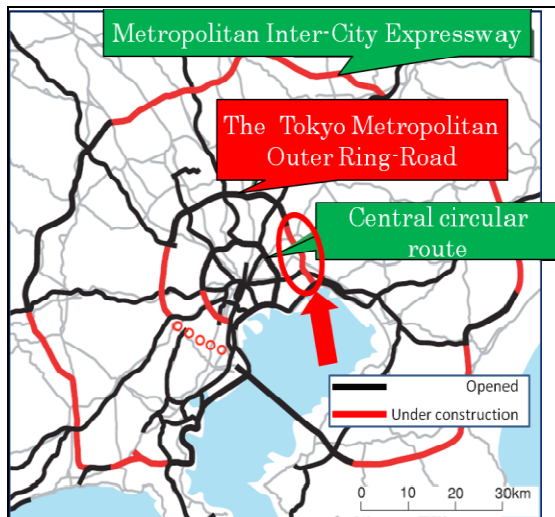 Metropolitan Inter-City Expressway
The Tokyo Metropolitan
Outer Ring-Road
Central circular
route
Opened
Under construction
0 10 20 30km